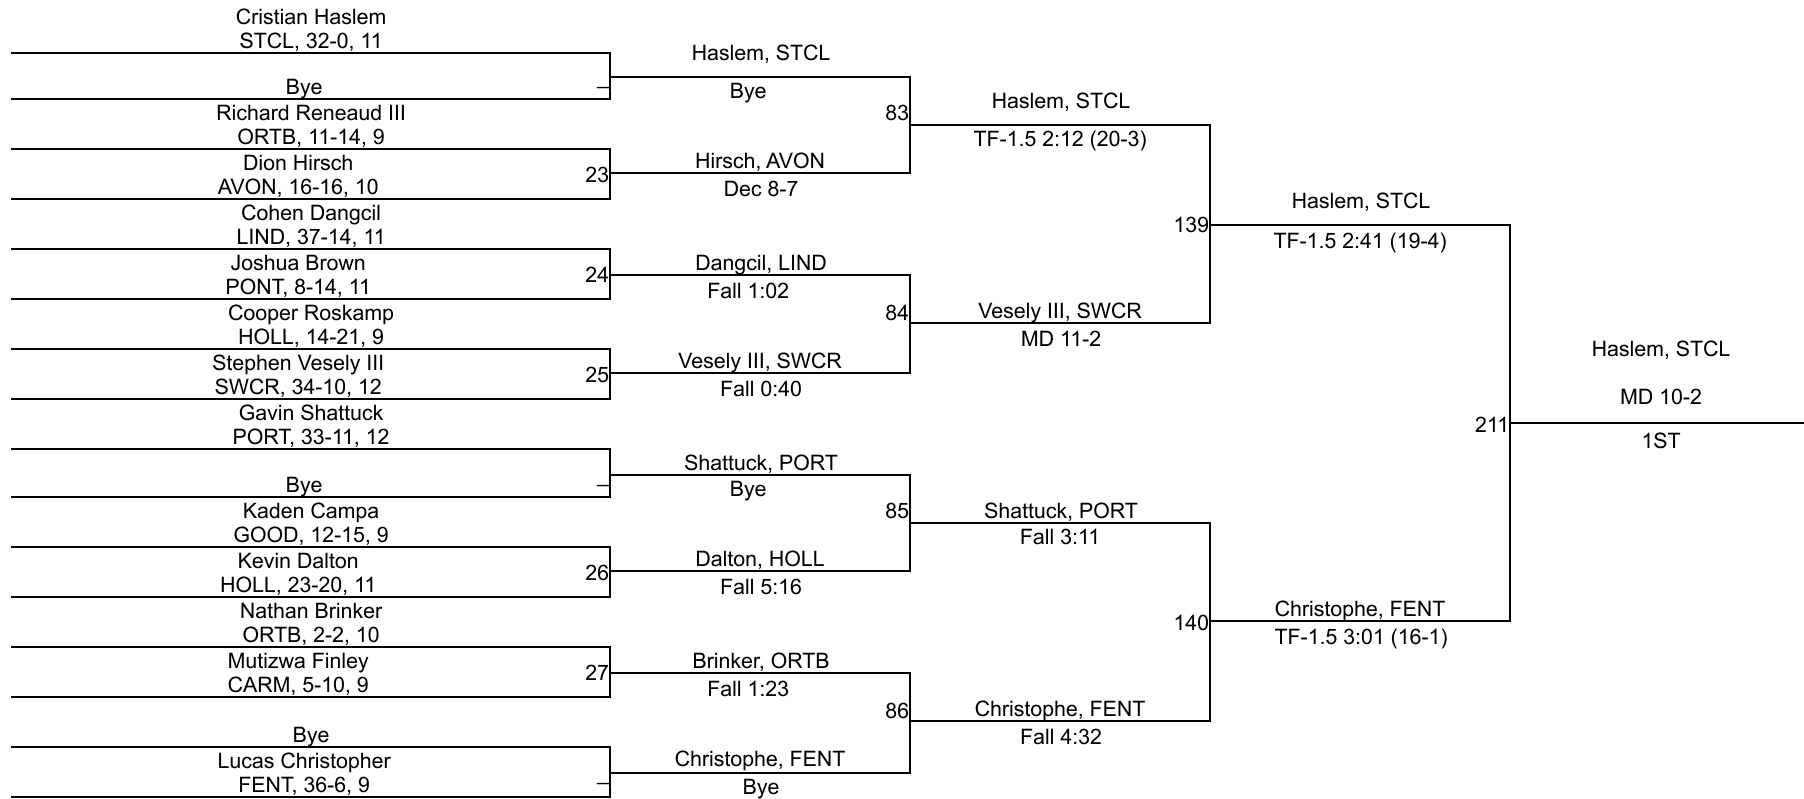 Cristian Haslem
STCL, 32-0, 11
Bye
Richard Reneaud III
ORTB, 11-14, 9
Dion Hirsch
AVON, 16-16, 10
Cohen Dangcil
LIND, 37-14, 11
Joshua Brown
PONT, 8-14, 11
Cooper Roskamp
HOLL, 14-21, 9
Stephen Vesely III
SWCR, 34-10, 12
Gavin Shattuck
PORT, 33-11, 12
Bye
Kaden Campa
GOOD, 12-15, 9
Kevin Dalton
HOLL, 23-20, 11
Nathan Brinker
ORTB, 2-2, 10
Mutizwa Finley
CARM, 5-10, 9
Bye
Lucas Christopher
FENT, 36-6, 9
23
24
25
26
27
Haslem, STCL
Bye
Hirsch, AVON
Dec 8-7
Dangcil, LIND
Fall 1:02
Vesely III, SWCR
Fall 0:40
Shattuck, PORT
Bye
Dalton, HOLL
Fall 5:16
Brinker, ORTB
Fall 1:23
Christophe, FENT
Bye
83
84
85
86
Haslem, STCL
TF-1.5 2:12 (20-3)
Vesely III, SWCR
MD 11-2
Shattuck, PORT
Fall 3:11
Christophe, FENT
Fall 4:32
139
140
Haslem, STCL
TF-1.5 2:41 (19-4)
Christophe, FENT
TF-1.5 3:01 (16-1)
211
Haslem, STCL
MD 10-2
1ST